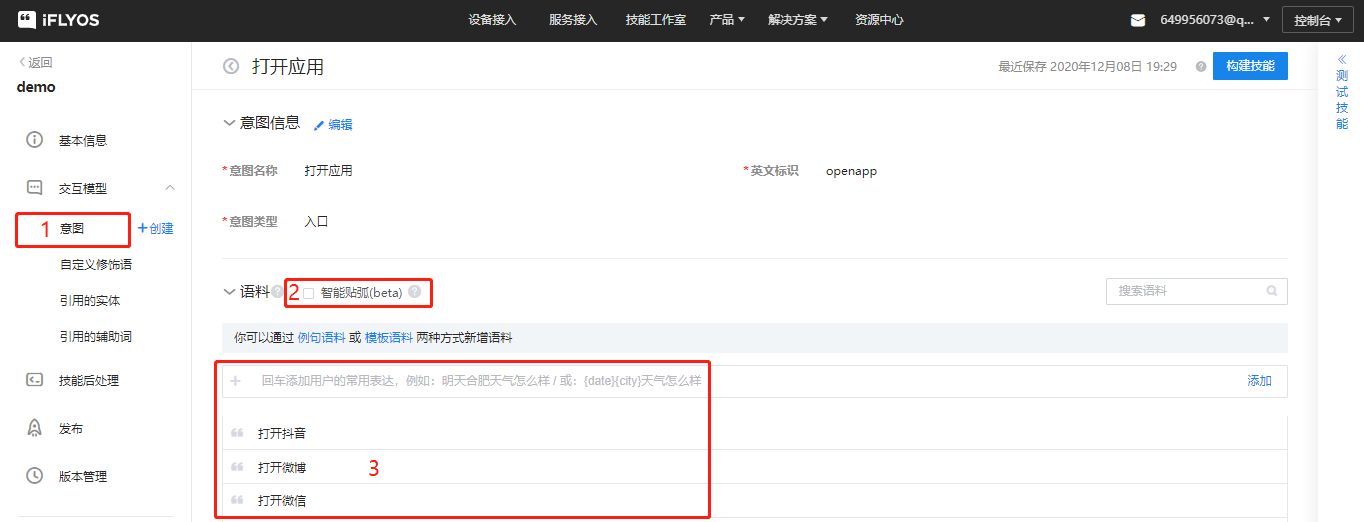 iFLYOS 设备接入 服务接入 技能工作室 产品 解决方案 资源中心 649956073@q... 控制台
返回
demo
基本信息
交互模型
1 意图 +创建
自定义修饰语
引用的实体
引用的辅助词
技能后处理
发布
版本管理
打开应用 最近保存 2020年12月08日 19:29 ? 构建技能
意图信息 编辑
*意图名称 打开应用 *英文标识 openapp
*意图类型 入口
语料 ? 2 智能贴弧(beta) ? 搜索语料
你可以通过 例句语料 或 模板语料 两种方式新增语料
+ 回车添加用户的常用表达，例如：明天合肥天气怎么样 / 或：{date}{city}天气怎么样 添加
打开抖音
打开微博 3
打开微信
«
测
试
技
能